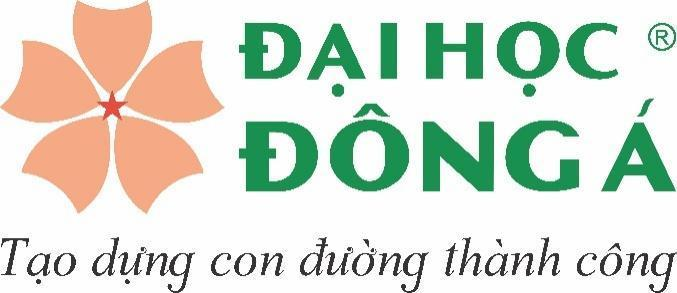 ĐẠI HỌC ®
ĐÔNG Á
Tạo dựng con đường thành công